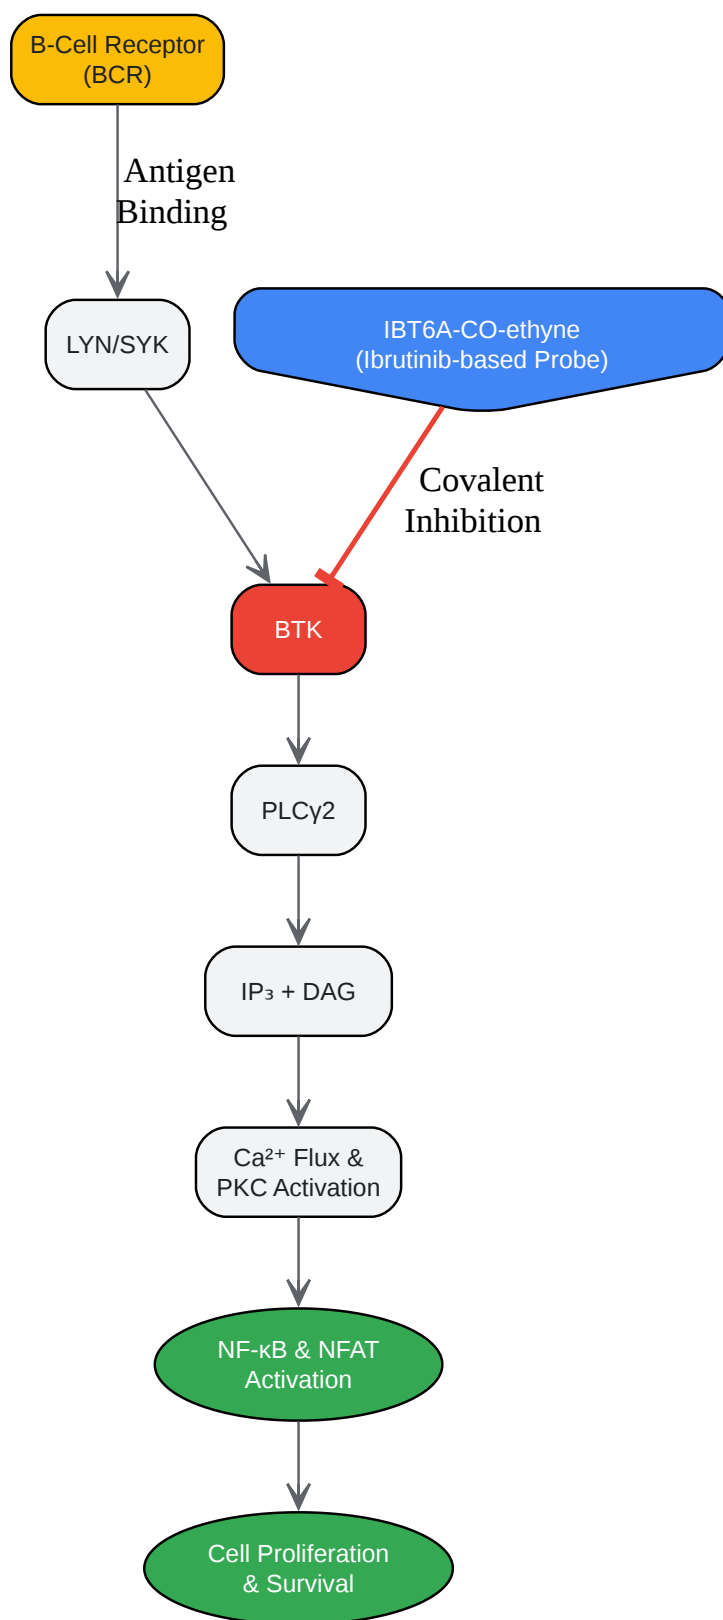 B-Cell Receptor
(BCR)
Antigen
Binding
LYN/SYK
IBT6A-CO-ethyne
(Ibrutinib-based Probe)
Covalent
Inhibition
BTK
PLCγ2
IP₃ + DAG
Ca²⁺ Flux &
PKC Activation
NF-κB & NFAT
Activation
Cell Proliferation
& Survival